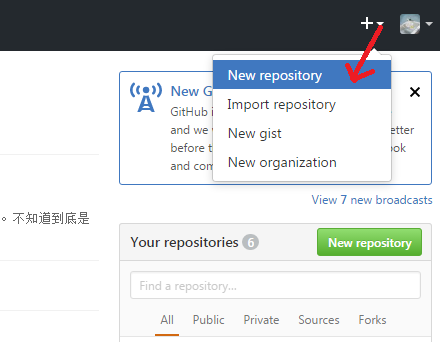 New repository
Import repository
New gist
New organization
New G
GitHub i
and we v
etter
before t
ook
and com
View 7 new broadcasts
。不知道到底是
Your repositories 6
New repository
Find a repository...
All Public Private Sources Forks